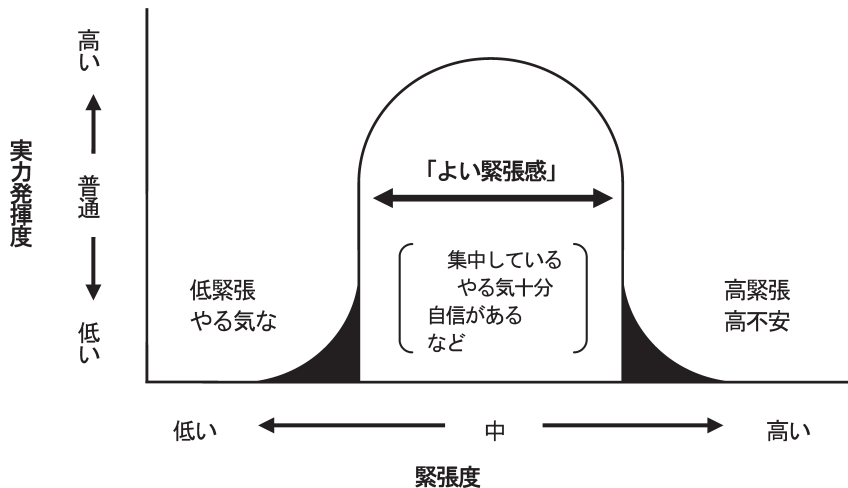 実力発揮度
高い
普通
低い
「よい緊張感」
集中している
やる気十分
自信がある
など
低緊張
やる気な
高緊張
高不安
低い
中
高い
緊張度